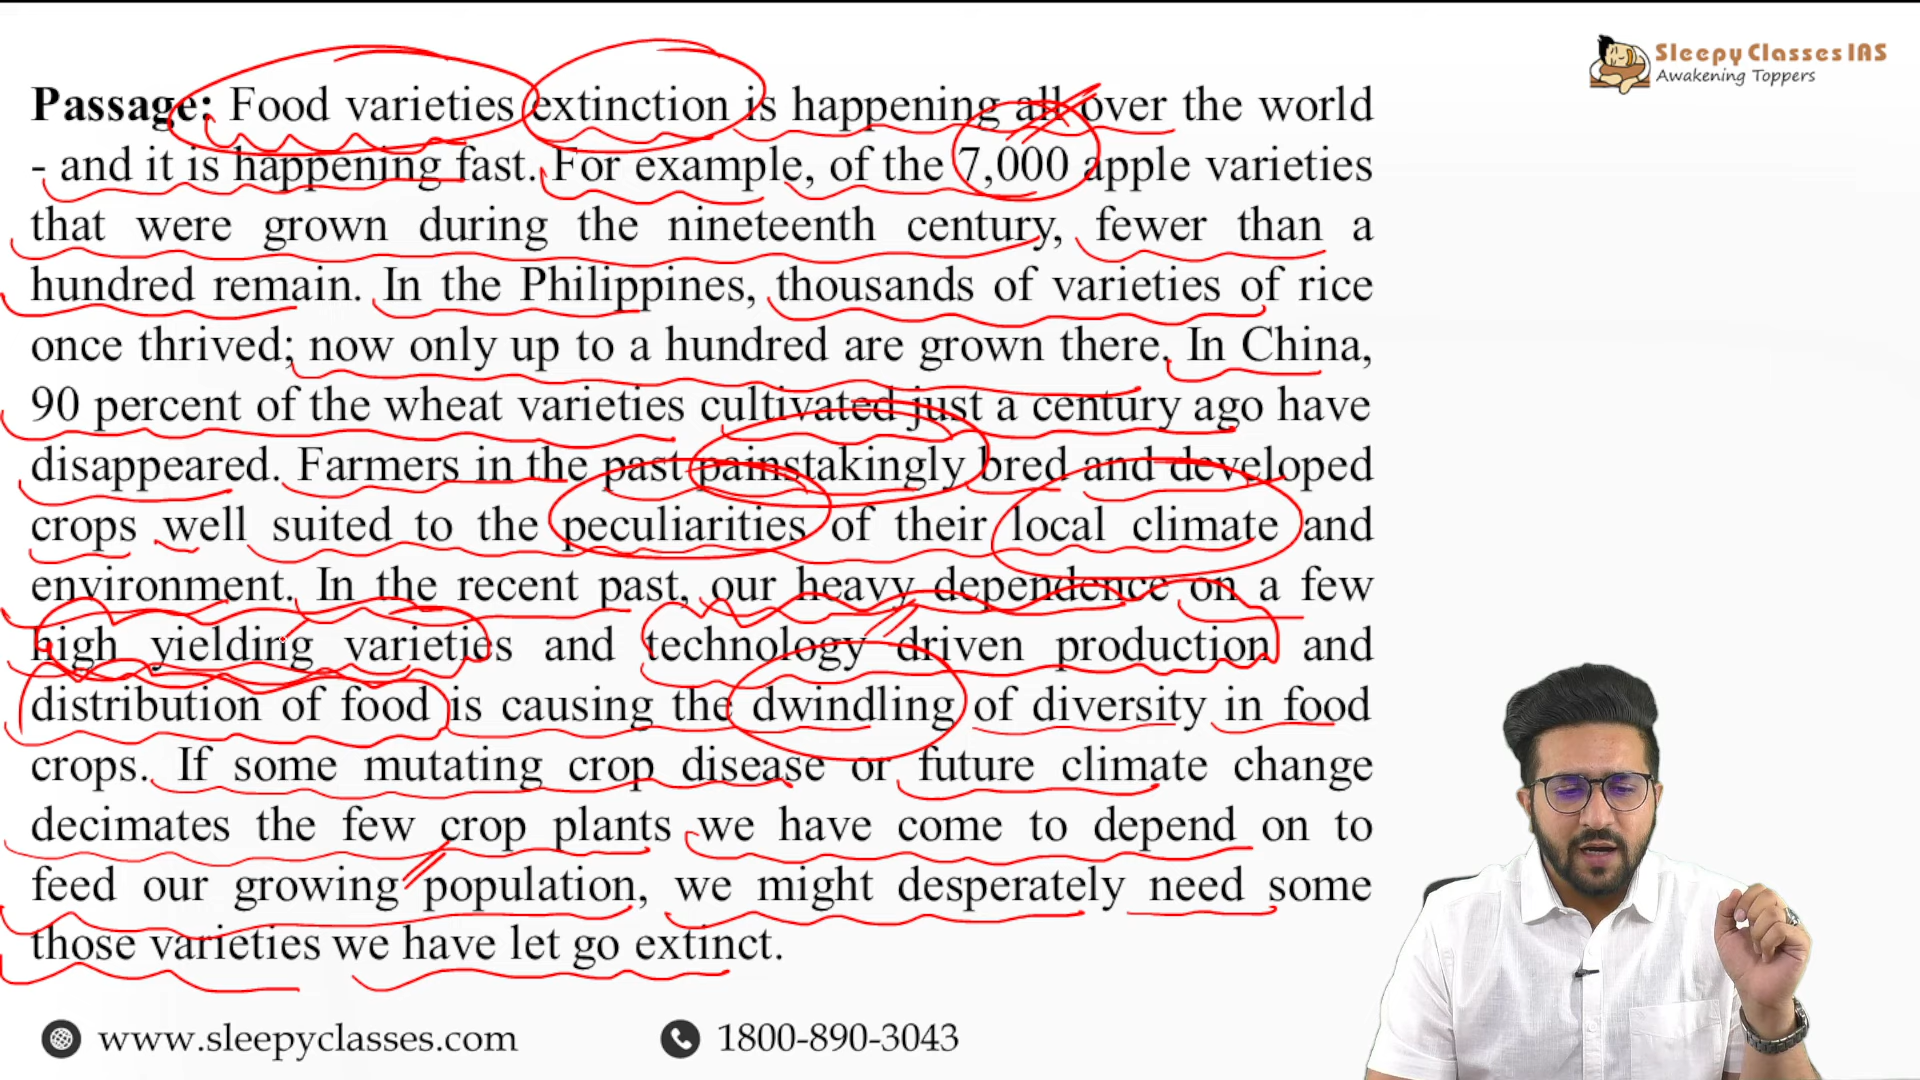 Sleepy Classes IAS
Awakening Toppers
Passage: Food varieties extinction is happening all over the world
- and it is happening fast. For example, of the 7,000 apple varieties
that were grown during the nineteenth century, fewer than a
hundred remain. In the Philippines, thousands of varieties of rice
once thrived; now only up to a hundred are grown there. In China,
90 percent of the wheat varieties cultivated just a century ago have
disappeared. Farmers in the past painstakingly bred and developed
crops well suited to the peculiarities of their local climate and
environment. In the recent past, our heavy dependence on a few
high yielding varieties and technology driven production and
distribution of food is causing the dwindling of diversity in food
crops. If some mutating crop disease or future climate change
decimates the few crop plants we have come to depend on to
feed our growing population, we might desperately need some
those varieties we have let go extinct.
www.sleepyclasses.com
1800-890-3043